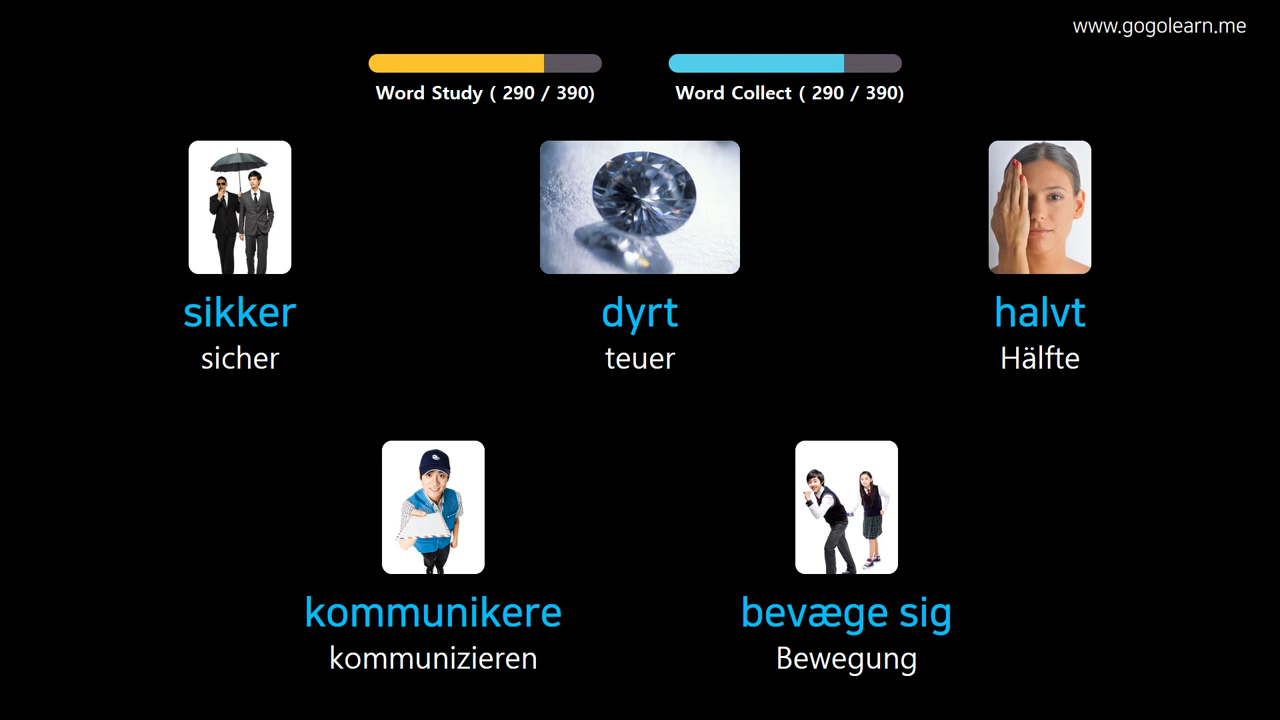 www.gogolearn.me
Word Study ( 290 / 390)
Word Collect ( 290 / 390)
sikker
sicher
dyrt
teuer
halvt
Hälfte
kommunikere
kommunizieren
bevæge sig
Bewegung